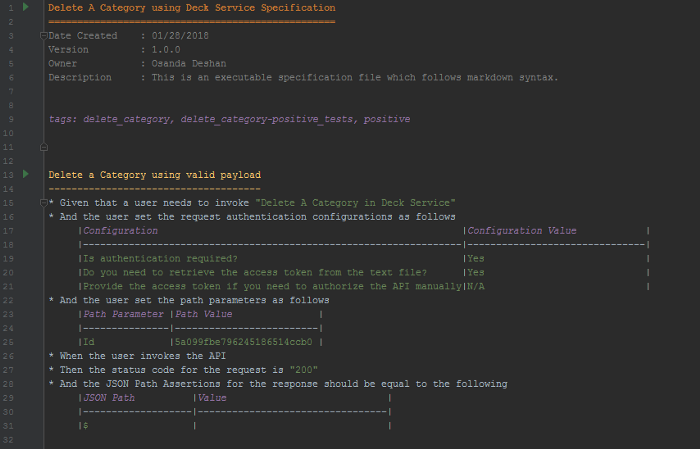 1 Delete A Category using Deck Service Specification
2 ==================================================
3 Date Created : 01/28/2018
4 Version : 1.0.0
5 Owner : Osanda Deshan
6 Description : This is an executable specification file which follows markdown syntax.
7
8
9 tags: delete_category, delete_category-positive_tests, positive
10
11
12
13 Delete a Category using valid payload
14 -------------------------------------
15 * Given that a user needs to invoke "Delete A Category in Deck Service"
16 * And the user set the request authentication configurations as follows
17 |Configuration |Configuration Value |
18 |------------------------------------------------------------------|-------------------------------|
19 |Is authentication required? |Yes |
20 |Do you need to retrieve the access token from the text file? |Yes |
21 |Provide the access token if you need to authorize the API manually|N/A |
22 * And the user set the path parameters as follows
23 |Path Parameter |Path Value |
24 |---------------|-------------------------|
25 |Id |5a099fbe796245186514ccb0 |
26 * When the user invokes the API
27 * Then the status code for the request is "200"
28 * And the JSON Path Assertions for the response should be equal to the following
29 |JSON Path |Value |
30 |-------------------|---------------------------------|
31 |$ | |
32